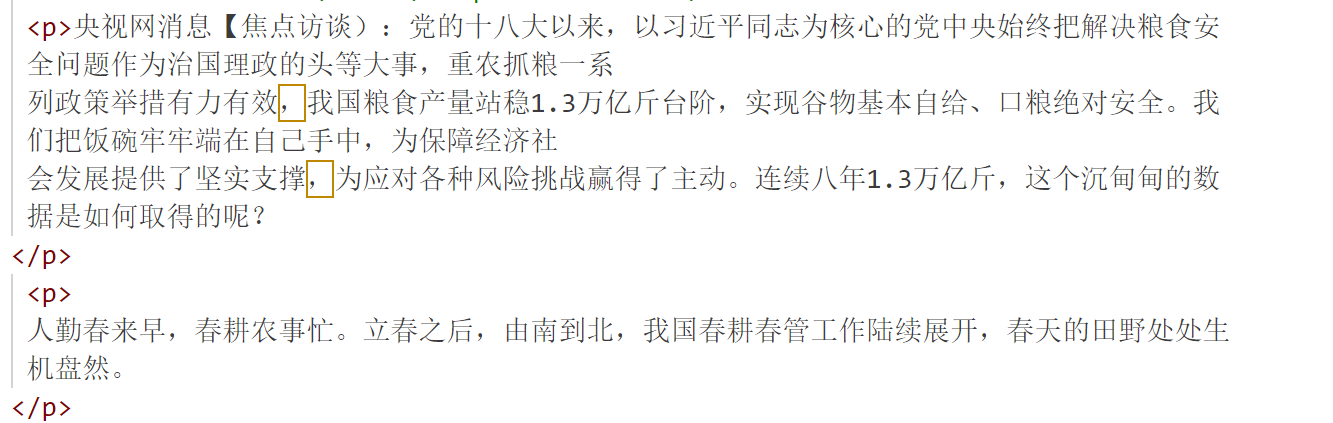 <p>央视网消息【焦点访谈）：党的十八大以来，以习近平同志为核心的党中央始终把解决粮食安
全问题作为治国理政的头等大事，重农抓粮一系
列政策举措有力有效，我国粮食产量站稳1.3万亿斤台阶，实现谷物基本自给、口粮绝对安全。我
们把饭碗牢牢端在自己手中，为保障经济社
会发展提供了坚实支撑，为应对各种风险挑战赢得了主动。连续八年1.3万亿斤，这个沉甸甸的数
据是如何取得的呢？
</p>
<p>
人勤春来早，春耕农事忙。立春之后，由南到北，我国春耕春管工作陆续展开，春天的田野处处生
机盎然。
</p>